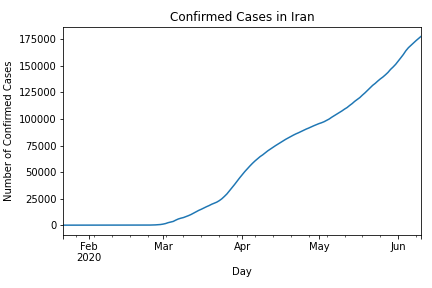 Confirmed Cases in Iran
175000
150000
125000
100000
75000
50000
25000
0
Number of Confirmed Cases
Feb
2020
Mar
Apr
May
Jun
Day